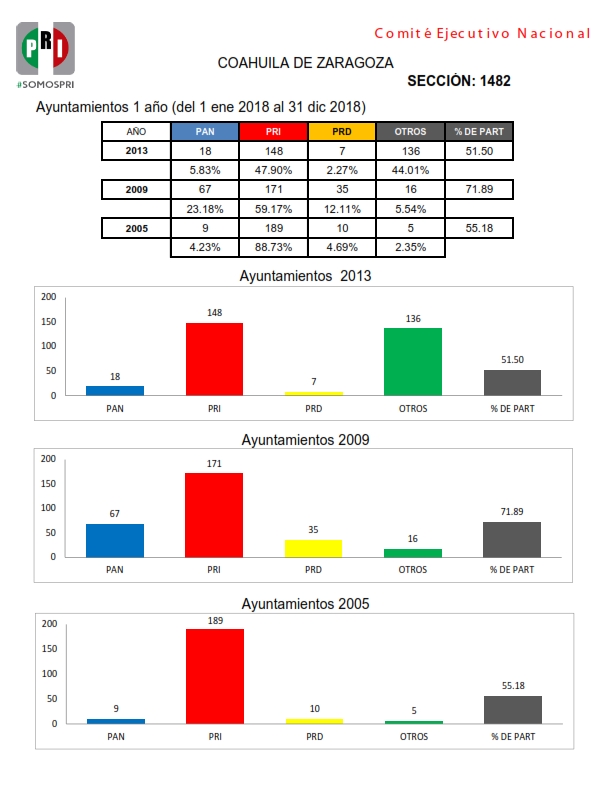 Comité Ejecutivo Nacional
PRI
#SOMOSPRI
COAHUILA DE ZARAGOZA
SECCIÓN: 1482
Ayuntamientos 1 año (del 1 ene 2018 al 31 dic 2018)
AÑO PAN PRI PRD OTROS % DE PART
2013 18 148 7 136 51.50
5.83% 47.90% 2.27% 44.01%
2009 67 171 35 16 71.89
23.18% 59.17% 12.11% 5.54%
2005 9 189 10 5 55.18
4.23% 88.73% 4.69% 2.35%
Ayuntamientos 2013
200
150
100
50
0
18 148 7 136 51.50
PAN PRI PRD OTROS % DE PART
Ayuntamientos 2009
200
150
100
50
0
67 171 35 16 71.89
PAN PRI PRD OTROS % DE PART
Ayuntamientos 2005
200
150
100
50
0
9 189 10 5 55.18
PAN PRI PRD OTROS % DE PART